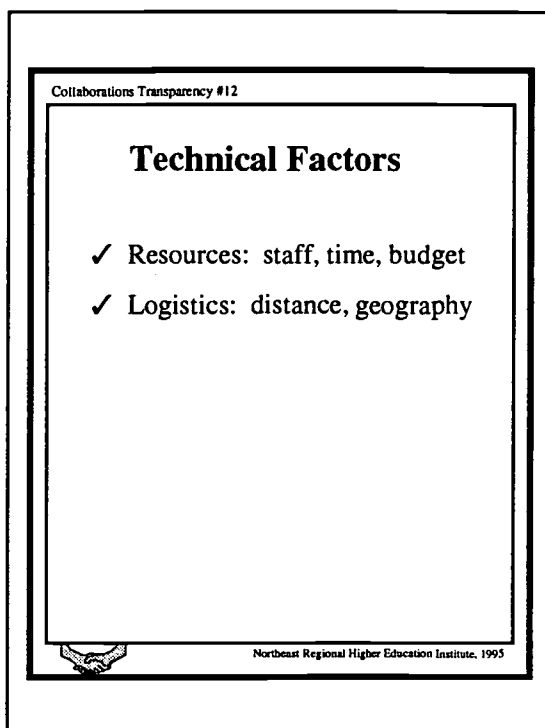 Collaborations Transparency #12
Technical Factors
✓ Resources: staff, time, budget
✓ Logistics: distance, geography
Northeast Regional Higher Education Institute, 1995